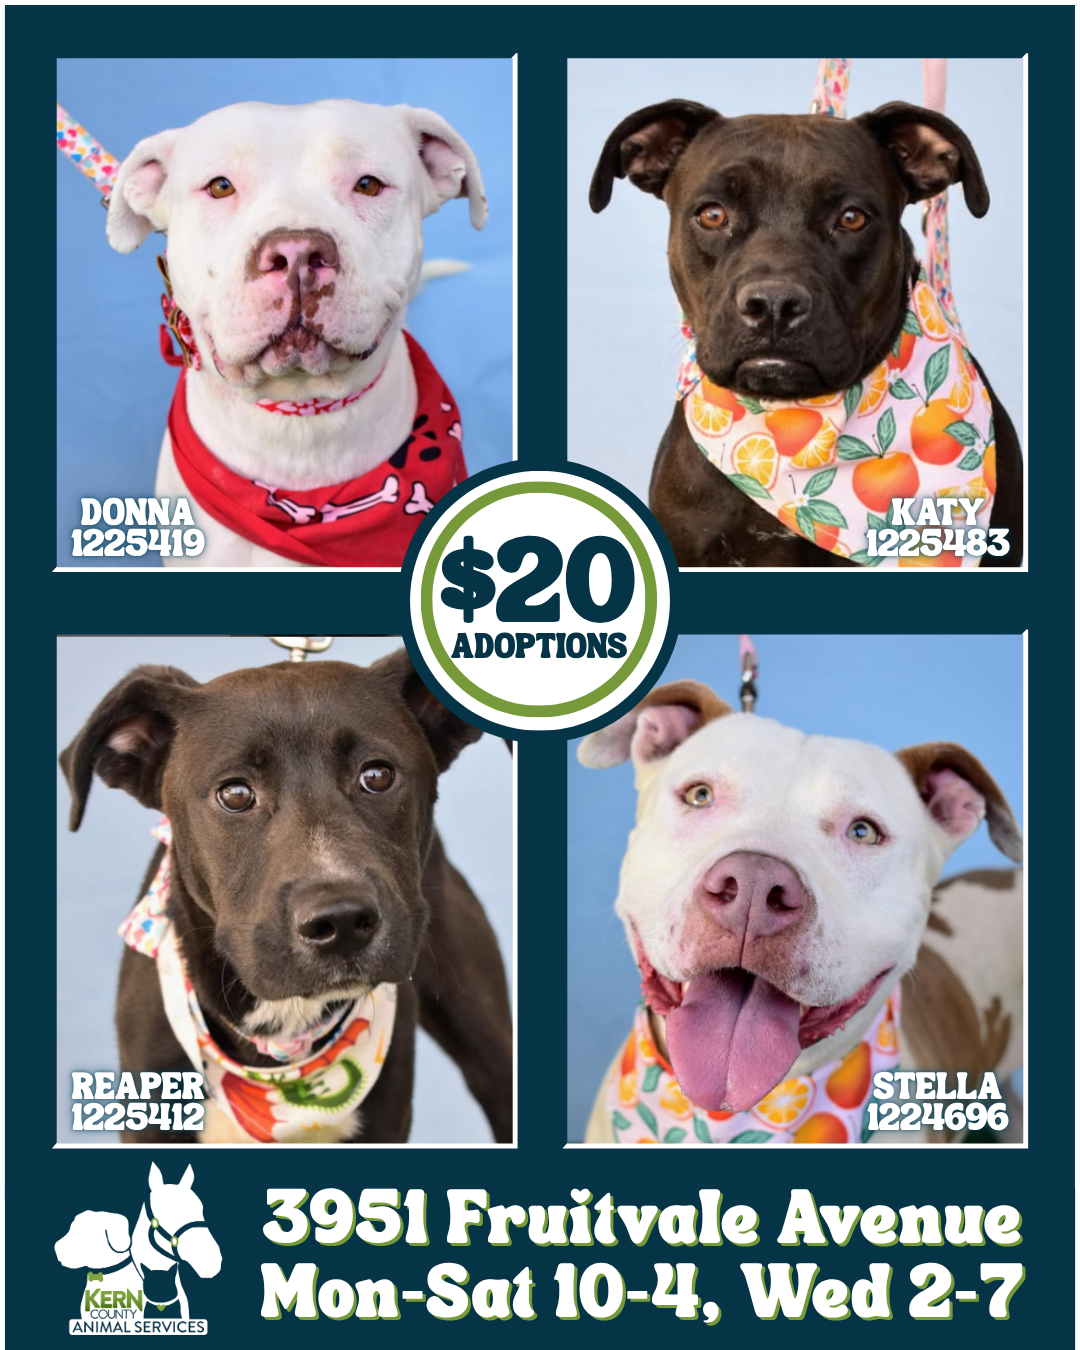 DONNA
1225419
KATY
1225483
$20
ADOPTIONS
REAPER
1225412
STELLA
1224696
3951 Fruitvale Avenue
Mon-Sat 10-4, Wed 2-7
KERN
COUNTY
ANIMAL SERVICES